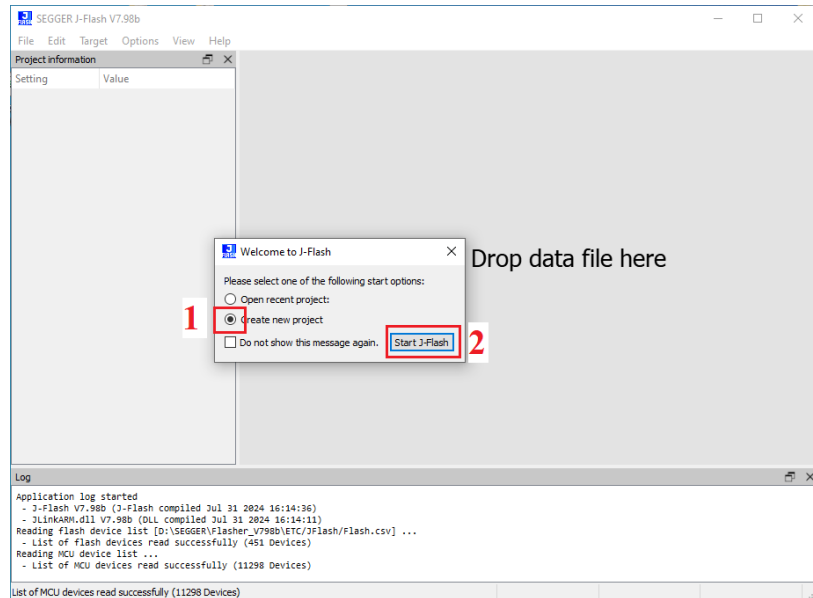 SEGGER J-Flash V7.98b
File Edit Target Options View Help
Project information
Setting Value
Welcome to J-Flash
Please select one of the following start options:
Open recent project:
1
Create new project
Do not show this message again. Start J-Flash
2
Drop data file here
Log
Application log started
- J-Flash V7.98b (J-Flash compiled Jul 31 2024 16:14:36)
- JLinkARM.dll V7.98b (DLL compiled Jul 31 2024 16:14:11)
Reading flash device list [D:\SEGGER\Flasher_V798b\ETC/JFlash/Flash.csv] ...
- List of flash devices read successfully (451 Devices)
Reading MCU device list ...
- List of MCU devices read successfully (11298 Devices)
List of MCU devices read successfully (11298 Devices)